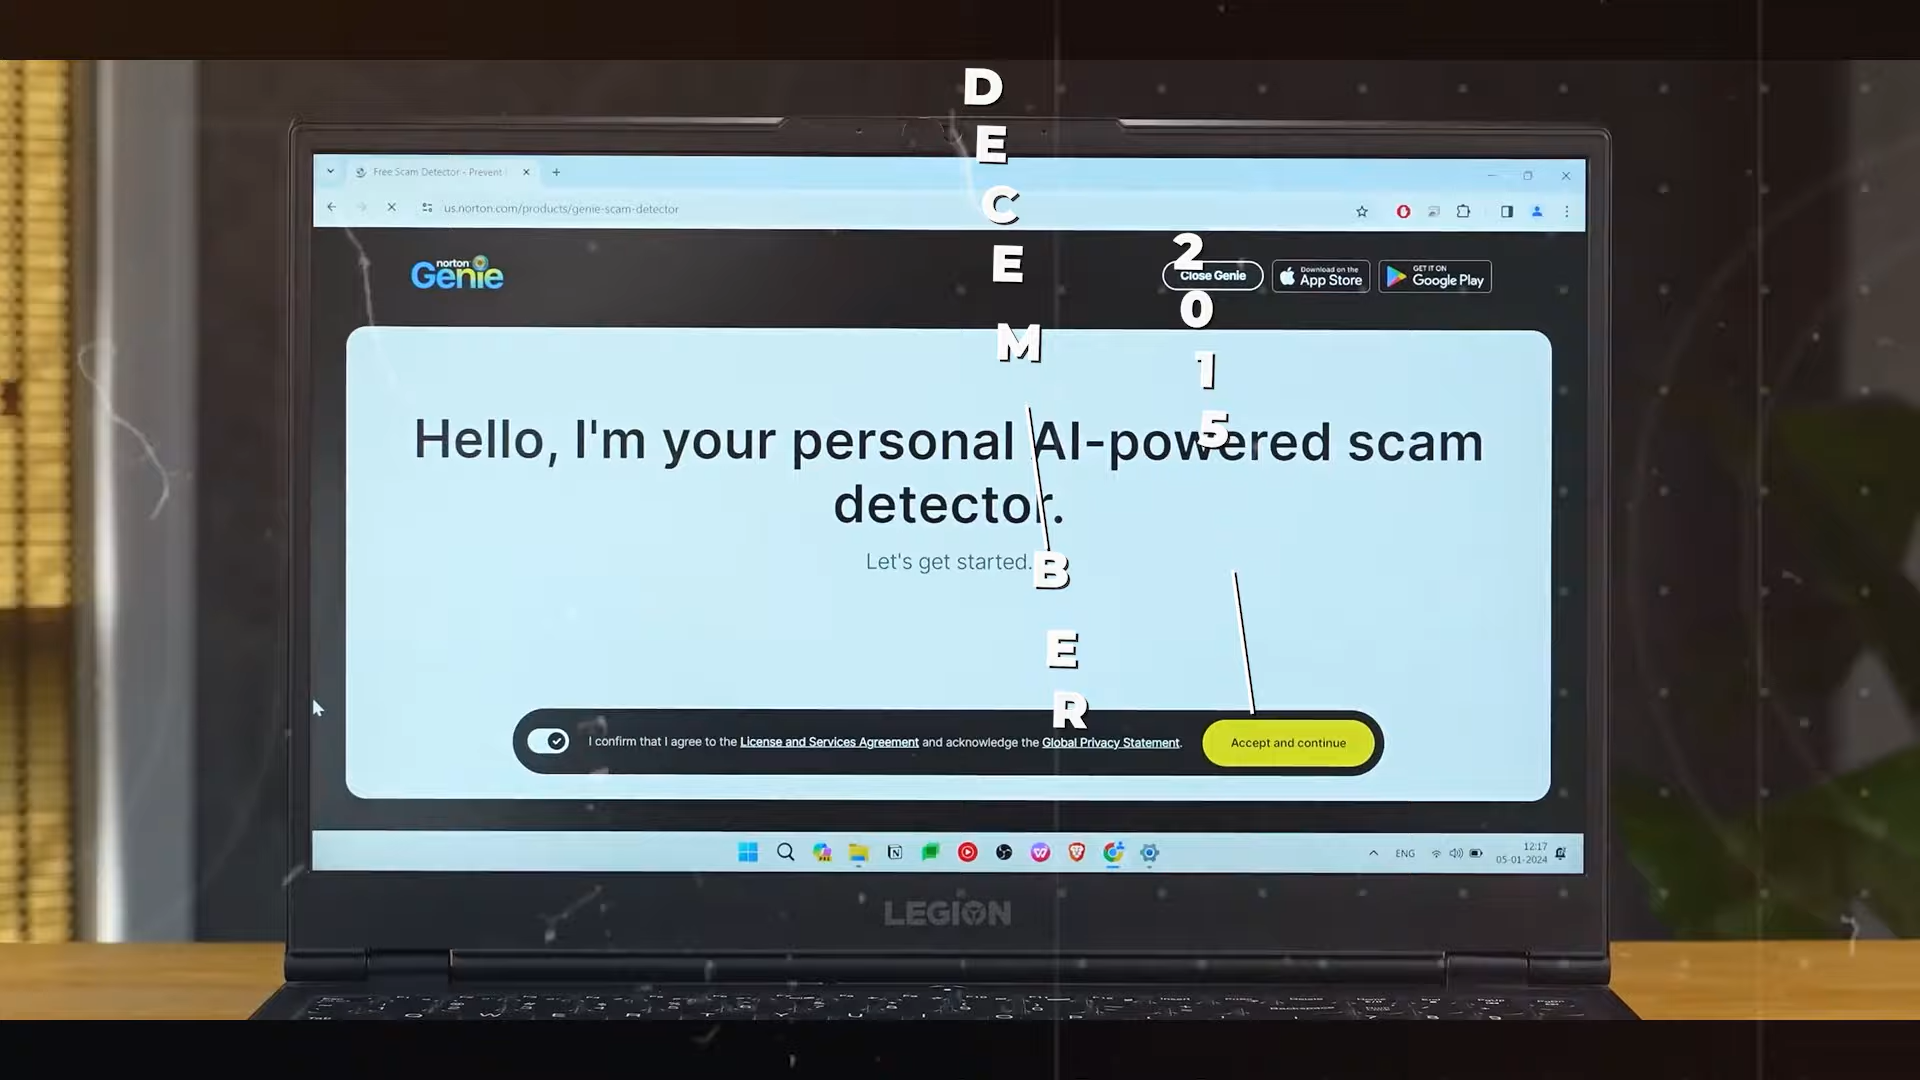 DECEMBER
2015
Free Scam Detector - Prevent
us.norton.com/products/genie-scam-detector
norton
Genie
Close Genie
Download on the
App Store
GET IT ON
Google Play
Hello, I'm your personal AI-powered scam
detector.
Let's get started.
I confirm that I agree to the License and Services Agreement and acknowledge the Global Privacy Statement.
Accept and continue
ENG
12:17
05-01-2024
LEGION